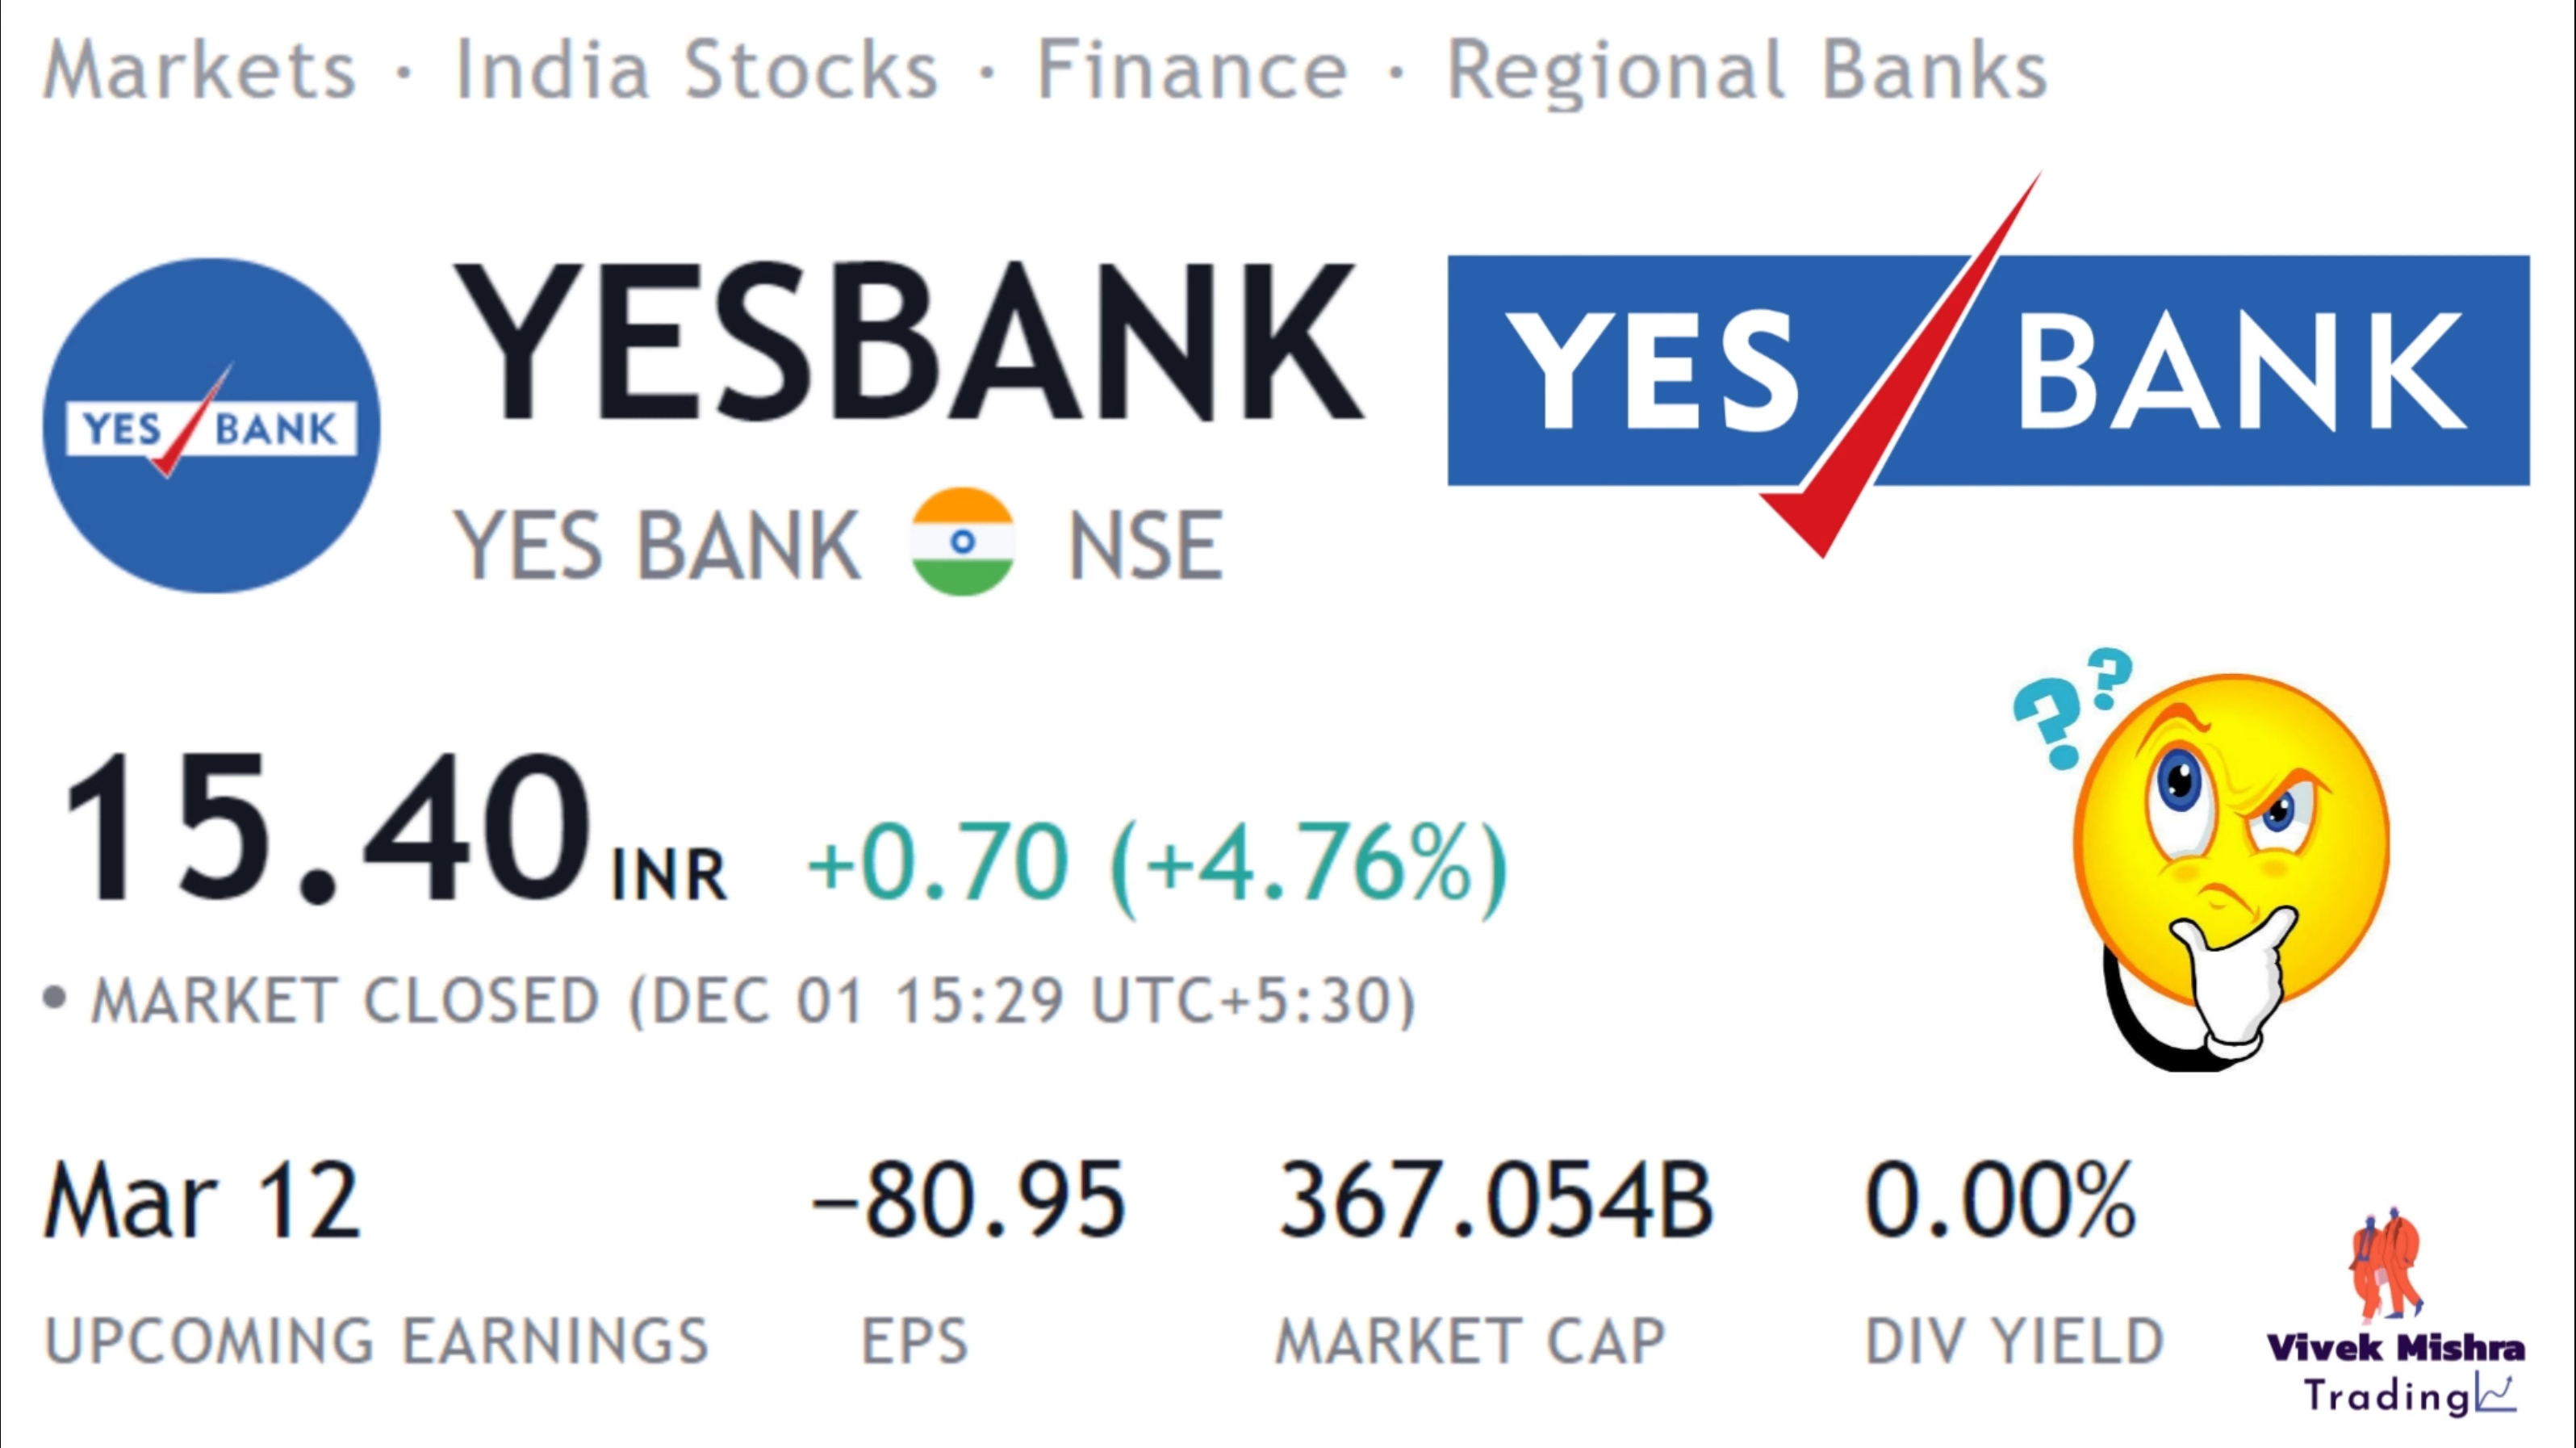 Markets · India Stocks · Finance · Regional Banks
YES BANK
YESBANK
YES BANK NSE
YES BANK
15.40 INR +0.70 (+4.76%)
• MARKET CLOSED (DEC 01 15:29 UTC+5:30)
??
Mar 12 −80.95 367.054B 0.00%
UPCOMING EARNINGS EPS MARKET CAP DIV YIELD
Vivek Mishra
Trading